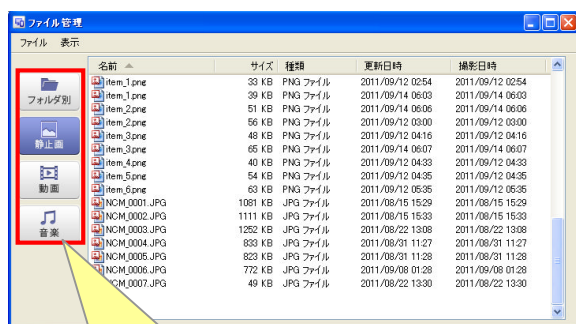 ファイル管理
ファイル 表示
名前 サイズ 種類 更新日時 撮影日時
フォルダ別
静止画
動画
音楽
item_1.png 33 KB PNG ファイル 2011/09/12 02:54 2011/09/12 02:54
item_1.png 39 KB PNG ファイル 2011/09/14 06:03 2011/09/14 06:03
item_2.png 51 KB PNG ファイル 2011/09/14 06:06 2011/09/14 06:06
item_2.png 56 KB PNG ファイル 2011/09/12 03:00 2011/09/12 03:00
item_3.png 48 KB PNG ファイル 2011/09/12 04:16 2011/09/12 04:16
item_3.png 65 KB PNG ファイル 2011/09/14 06:07 2011/09/14 06:07
item_4.png 40 KB PNG ファイル 2011/09/12 04:33 2011/09/12 04:33
item_5.png 54 KB PNG ファイル 2011/09/12 04:35 2011/09/12 04:35
item_6.png 63 KB PNG ファイル 2011/09/12 05:35 2011/09/12 05:35
NCM_0001.JPG 1081 KB JPG ファイル 2011/08/15 15:29 2011/08/15 15:29
NCM_0002.JPG 1111 KB JPG ファイル 2011/08/15 15:33 2011/08/15 15:33
NCM_0003.JPG 1252 KB JPG ファイル 2011/08/22 13:08 2011/08/22 13:08
NCM_0004.JPG 833 KB JPG ファイル 2011/08/31 11:27 2011/08/31 11:27
NCM_0005.JPG 823 KB JPG ファイル 2011/08/31 11:28 2011/08/31 11:28
NCM_0006.JPG 772 KB JPG ファイル 2011/09/08 01:28 2011/09/08 01:28
NCM_0007.JPG 49 KB JPG ファイル 2011/08/22 13:30 2011/08/22 13:30